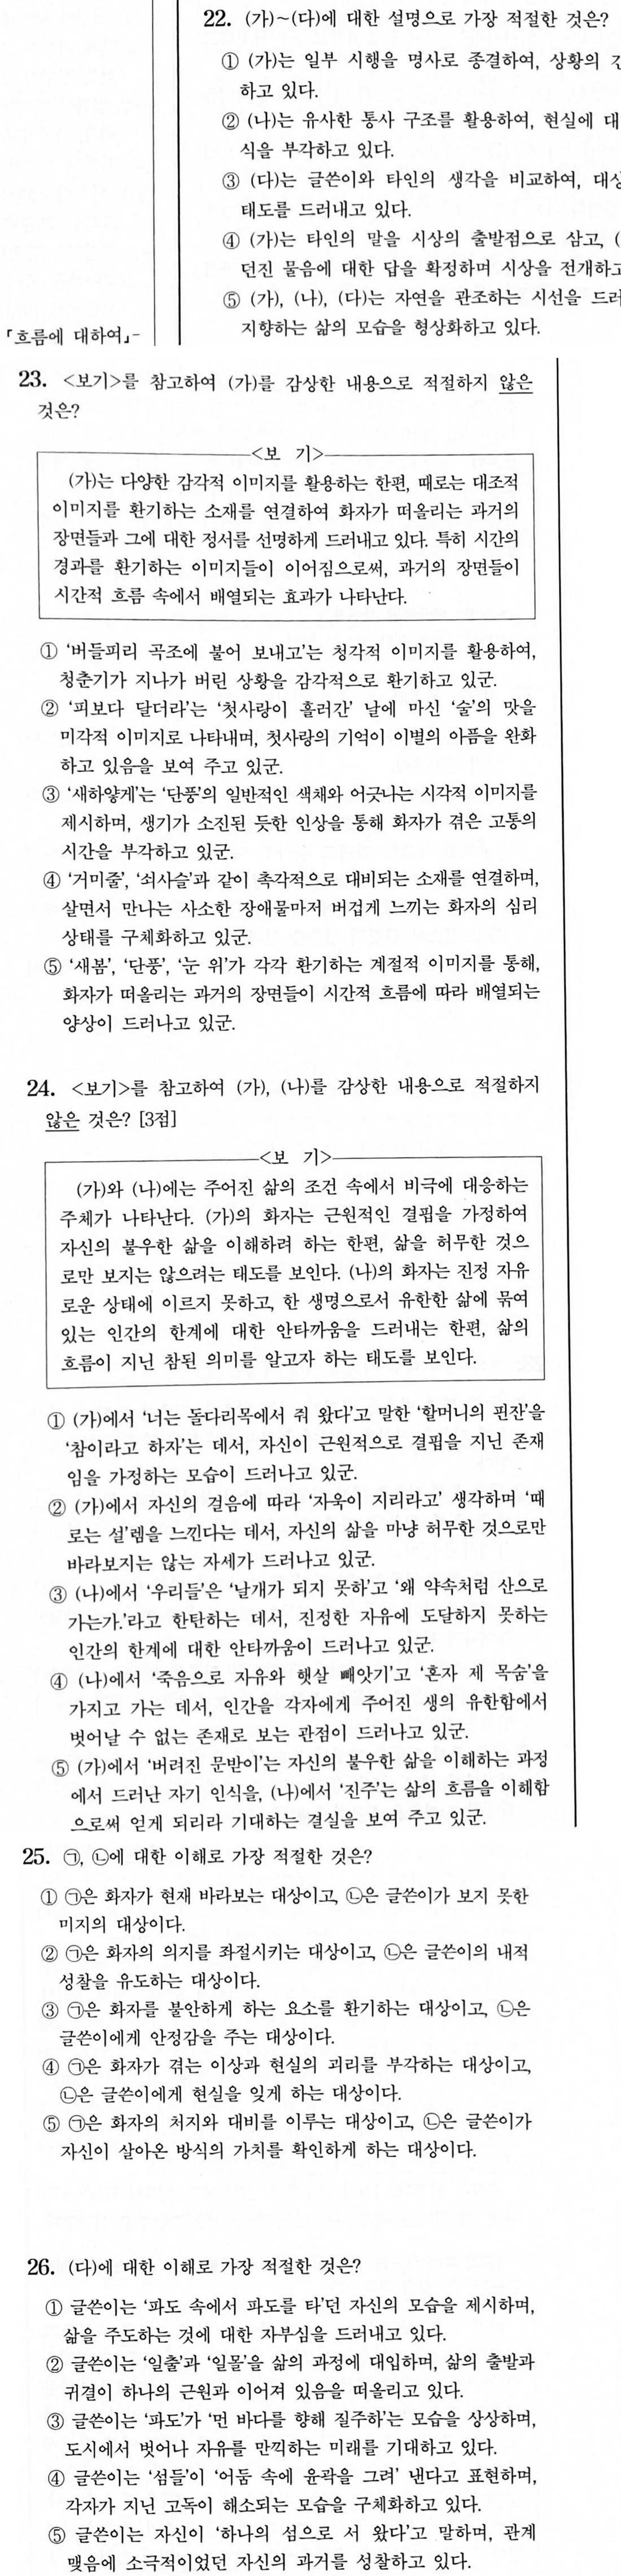 22. (가)~(다)에 대한 설명으로 가장 적절한 것은?
① (가)는 일부 시행을 명사로 종결하여, 상황의 긴
하고 있다.
② (나)는 유사한 통사 구조를 활용하여, 현실에 대
식을 부각하고 있다.
③ (다)는 글쓴이와 타인의 생각을 비교하여, 대상
태도를 드러내고 있다.
④ (가)는 타인의 말을 시상의 출발점으로 삼고, (
던진 물음에 대한 답을 확정하며 시상을 전개하고
⑤ (가), (나), (다)는 자연을 관조하는 시선을 드러
지향하는 삶의 모습을 형상화하고 있다.
「흐름에 대하여」-
23. <보기>를 참고하여 (가)를 감상한 내용으로 적절하지 않은
것은?
<보 기>
(가)는 다양한 감각적 이미지를 활용하는 한편, 때로는 대조적
이미지를 환기하는 소재를 연결하여 화자가 떠올리는 과거의
장면들과 그에 대한 정서를 선명하게 드러내고 있다. 특히 시간의
경과를 환기하는 이미지들이 이어짐으로써, 과거의 장면들이
시간적 흐름 속에서 배열되는 효과가 나타난다.
① ‘버들피리 곡조에 불어 보내고’는 청각적 이미지를 활용하여,
청춘기가 지나가 버린 상황을 감각적으로 환기하고 있군.
② ‘피보다 달더라’는 ‘첫사랑이 흘러간’ 날에 마신 ‘술’의 맛을
미각적 이미지로 나타내며, 첫사랑의 기억이 이별의 아픔을 완화
하고 있음을 보여 주고 있군.
③ ‘새하얗게’는 ‘단풍’의 일반적인 색채와 어긋나는 시각적 이미지를
제시하며, 생기가 소진된 듯한 인상을 통해 화자가 겪은 고통의
시간을 부각하고 있군.
④ ‘거미줄’, ‘쇠사슬’과 같이 촉각적으로 대비되는 소재를 연결하며,
살면서 만나는 사소한 장애물마저 버겁게 느끼는 화자의 심리
상태를 구체화하고 있군.
⑤ ‘새봄’, ‘단풍’, ‘눈 위’가 각각 환기하는 계절적 이미지를 통해,
화자가 떠올리는 과거의 장면들이 시간적 흐름에 따라 배열되는
양상이 드러나고 있군.
24. <보기>를 참고하여 (가), (나)를 감상한 내용으로 적절하지
않은 것은? [3점]
<보 기>
(가)와 (나)에는 주어진 삶의 조건 속에서 비극에 대응하는
주체가 나타난다. (가)의 화자는 근원적인 결핍을 가정하여
자신의 불우한 삶을 이해하려 하는 한편, 삶을 허무한 것으
로만 보지는 않으려는 태도를 보인다. (나)의 화자는 진정 자유
로운 상태에 이르지 못하고, 한 생명으로서 유한한 삶에 묶여
있는 인간의 한계에 대한 안타까움을 드러내는 한편, 삶의
흐름이 지닌 참된 의미를 알고자 하는 태도를 보인다.
① (가)에서 ‘너는 돌다리목에서 줘 왔다’고 말한 ‘할머니의 핀잔’을
‘참이라고 하자’는 데서, 자신이 근원적으로 결핍을 지닌 존재
임을 가정하는 모습이 드러나고 있군.
② (가)에서 자신의 걸음에 따라 ‘자욱이 지리라고’ 생각하며 ‘때
로는 설’렘을 느낀다는 데서, 자신의 삶을 마냥 허무한 것으로만
바라보지는 않는 자세가 드러나고 있군.
③ (나)에서 ‘우리들’은 ‘날개가 되지 못하’고 ‘왜 약속처럼 산으로
가는가.’라고 한탄하는 데서, 진정한 자유에 도달하지 못하는
인간의 한계에 대한 안타까움이 드러나고 있군.
④ (나)에서 ‘죽음으로 자유와 햇살 빼앗기’고 ‘혼자 제 목숨’을
가지고 가는 데서, 인간을 각자에게 주어진 생의 유한함에서
벗어날 수 없는 존재로 보는 관점이 드러나고 있군.
⑤ (가)에서 ‘버려진 문받이’는 자신의 불우한 삶을 이해하는 과정
에서 드러난 자기 인식을, (나)에서 ‘진주’는 삶의 흐름을 이해함
으로써 얻게 되리라 기대하는 결실을 보여 주고 있군.
25. ㉠, ㉡에 대한 이해로 가장 적절한 것은?
① ㉠은 화자가 현재 바라보는 대상이고, ㉡은 글쓴이가 보지 못한
미지의 대상이다.
② ㉠은 화자의 의지를 좌절시키는 대상이고, ㉡은 글쓴이의 내적
성찰을 유도하는 대상이다.
③ ㉠은 화자를 불안하게 하는 요소를 환기하는 대상이고, ㉡은
글쓴이에게 안정감을 주는 대상이다.
④ ㉠은 화자가 겪는 이상과 현실의 괴리를 부각하는 대상이고,
㉡은 글쓴이에게 현실을 잊게 하는 대상이다.
⑤ ㉠은 화자의 처지와 대비를 이루는 대상이고, ㉡은 글쓴이가
자신이 살아온 방식의 가치를 확인하게 하는 대상이다.
26. (다)에 대한 이해로 가장 적절한 것은?
① 글쓴이는 ‘파도 속에서 파도를 타’던 자신의 모습을 제시하며,
삶을 주도하는 것에 대한 자부심을 드러내고 있다.
② 글쓴이는 ‘일출’과 ‘일몰’을 삶의 과정에 대입하며, 삶의 출발과
귀결이 하나의 근원과 이어져 있음을 떠올리고 있다.
③ 글쓴이는 ‘파도’가 ‘먼 바다를 향해 질주하’는 모습을 상상하며,
도시에서 벗어나 자유를 만끽하는 미래를 기대하고 있다.
④ 글쓴이는 ‘섬들’이 ‘어둠 속에 윤곽을 그려’ 낸다고 표현하며,
각자가 지닌 고독이 해소되는 모습을 구체화하고 있다.
⑤ 글쓴이는 자신이 ‘하나의 섬으로 서 왔다’고 말하며, 관계
맺음에 소극적이었던 자신의 과거를 성찰하고 있다.